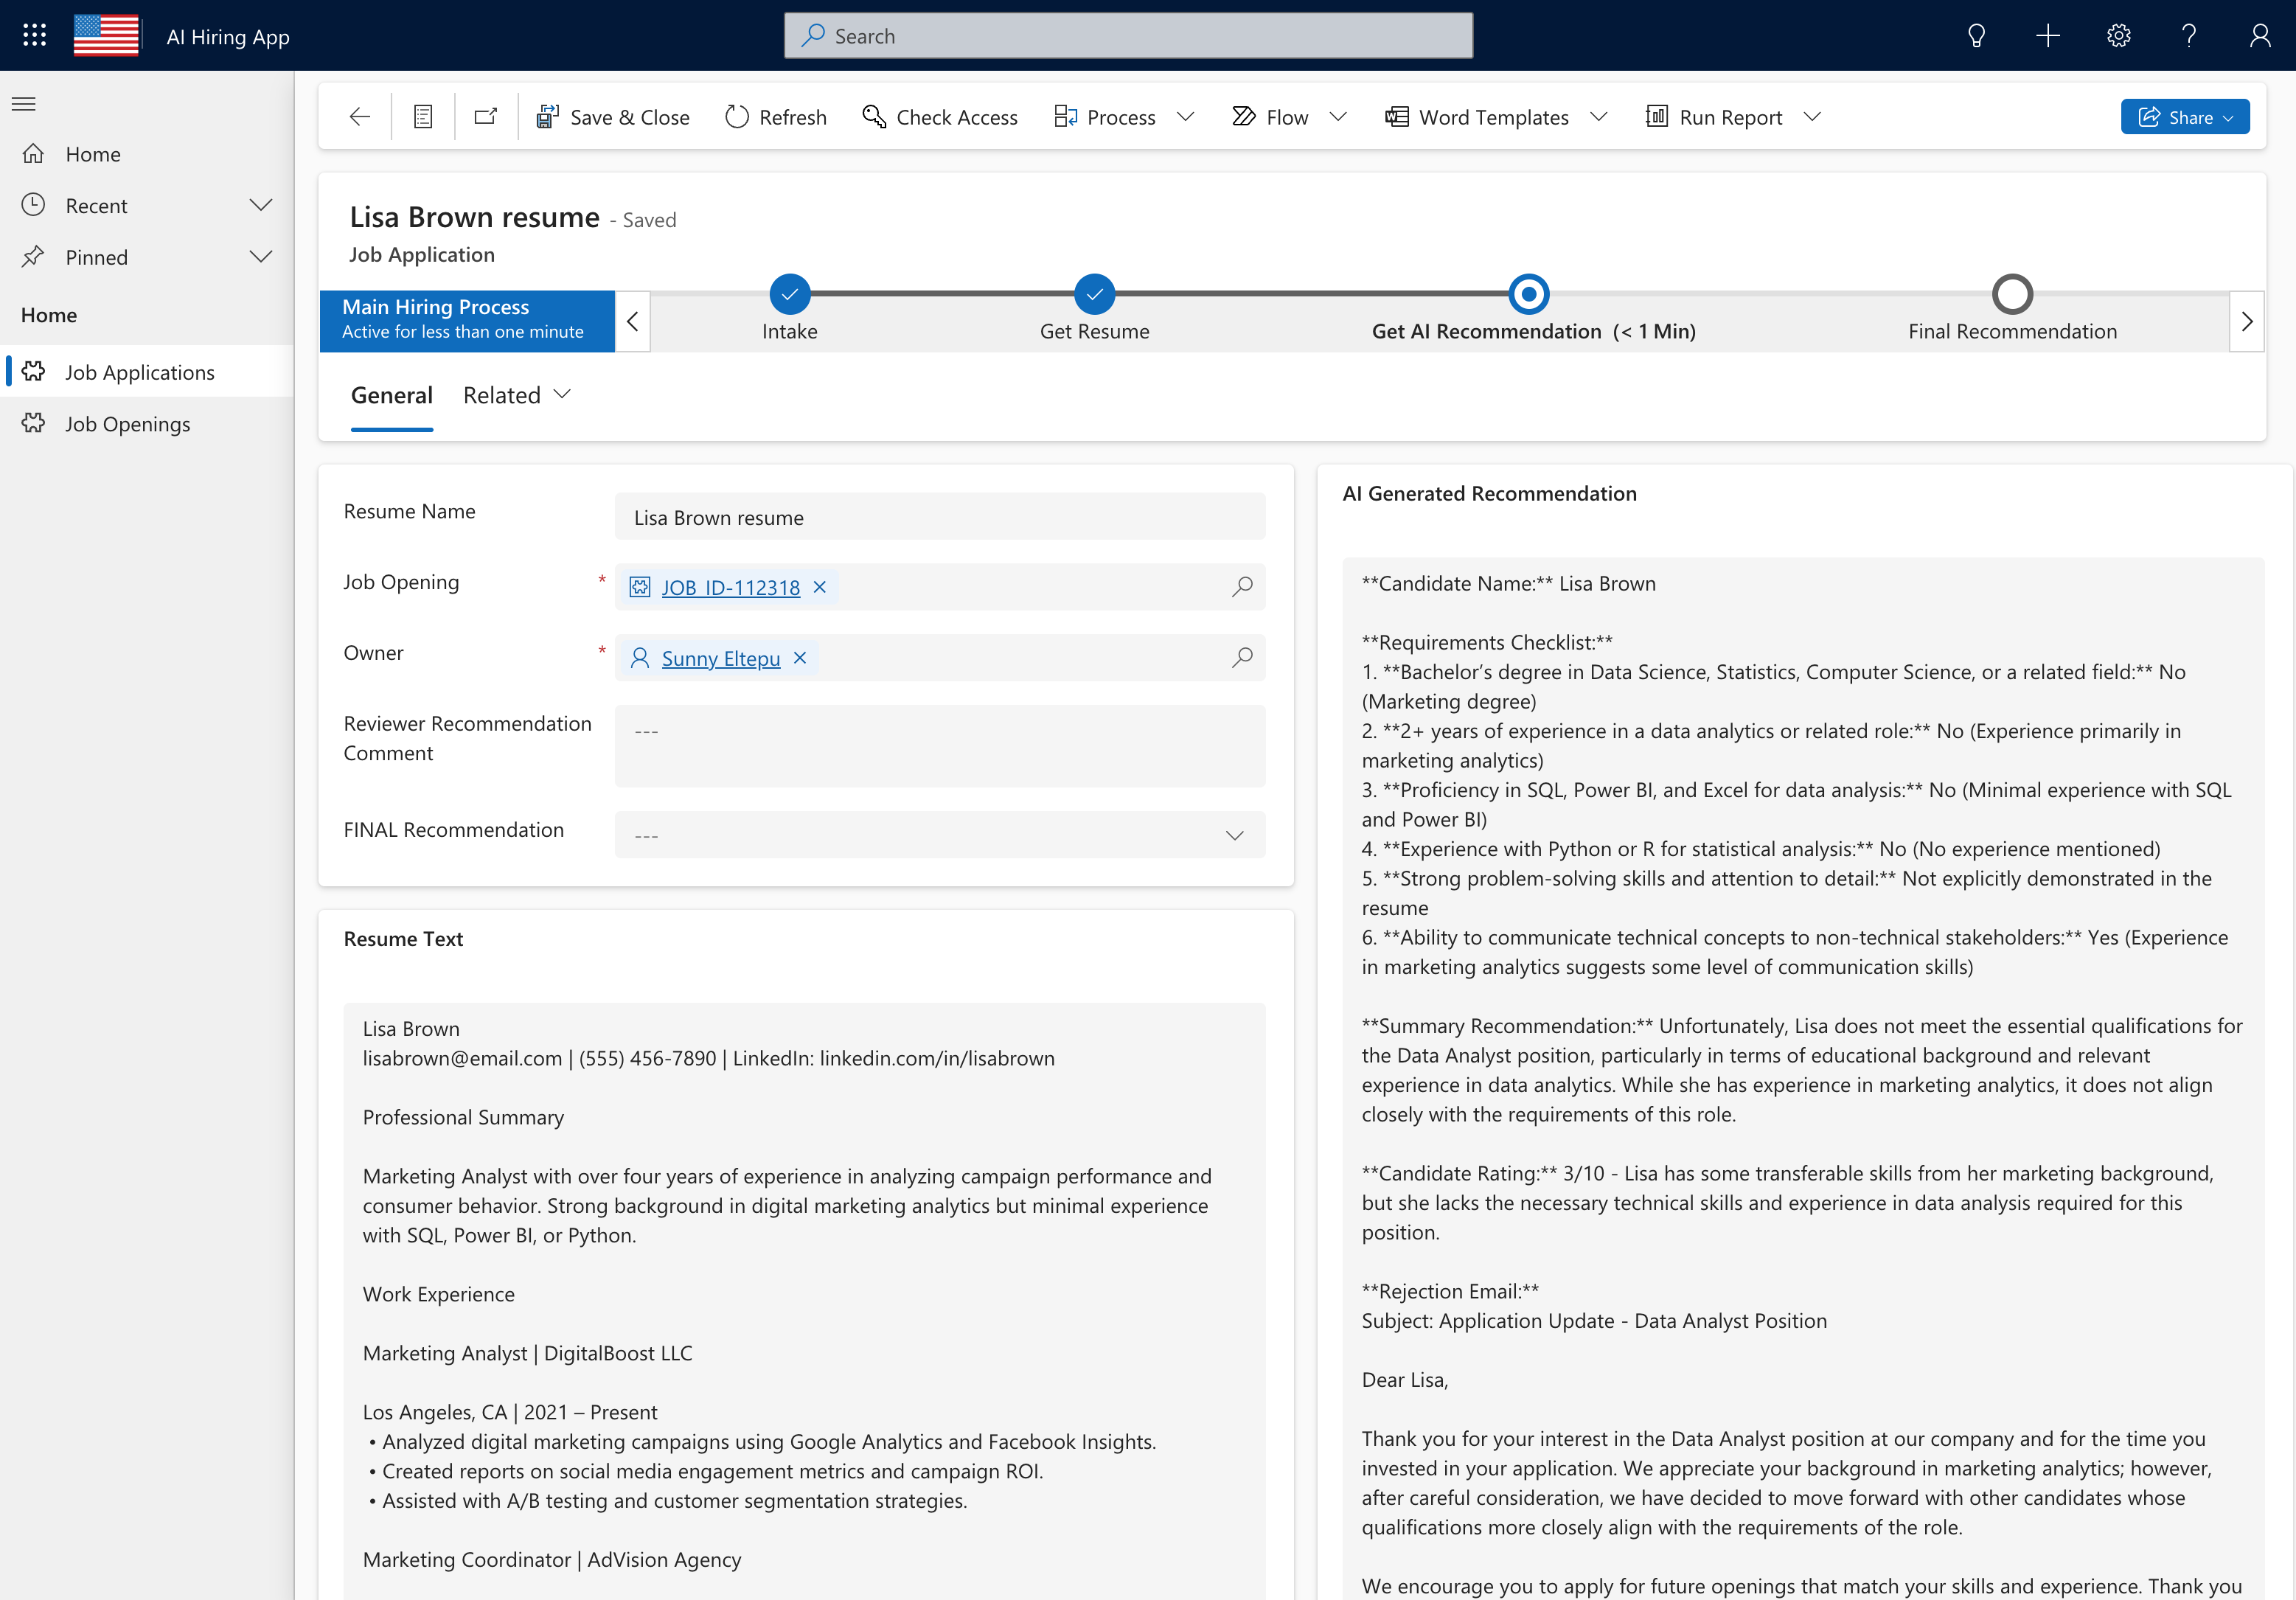 AI Hiring App
Search
Save & Close
Refresh
Check Access
Process
Flow
Word Templates
Run Report
Share
Home
Recent
Pinned
Home
Job Applications
Job Openings
Lisa Brown resume - Saved
Job Application
Main Hiring Process
Active for less than one minute
Intake
Get Resume
Get AI Recommendation (< 1 Min)
Final Recommendation
General
Related
Resume Name
Lisa Brown resume
Job Opening *
JOB_ID-112318
Owner *
Sunny Eltepu
Reviewer Recommendation
Comment
---
FINAL Recommendation
---
Resume Text
Lisa Brown
lisabrown@email.com | (555) 456-7890 | LinkedIn: linkedin.com/in/lisabrown
Professional Summary
Marketing Analyst with over four years of experience in analyzing campaign performance and
consumer behavior. Strong background in digital marketing analytics but minimal experience
with SQL, Power BI, or Python.
Work Experience
Marketing Analyst | DigitalBoost LLC
Los Angeles, CA | 2021 – Present
• Analyzed digital marketing campaigns using Google Analytics and Facebook Insights.
• Created reports on social media engagement metrics and campaign ROI.
• Assisted with A/B testing and customer segmentation strategies.
Marketing Coordinator | AdVision Agency
AI Generated Recommendation
**Candidate Name:** Lisa Brown
**Requirements Checklist:**
1. **Bachelor’s degree in Data Science, Statistics, Computer Science, or a related field:** No
(Marketing degree)
2. **2+ years of experience in a data analytics or related role:** No (Experience primarily in
marketing analytics)
3. **Proficiency in SQL, Power BI, and Excel for data analysis:** No (Minimal experience with SQL
and Power BI)
4. **Experience with Python or R for statistical analysis:** No (No experience mentioned)
5. **Strong problem-solving skills and attention to detail:** Not explicitly demonstrated in the
resume
6. **Ability to communicate technical concepts to non-technical stakeholders:** Yes (Experience
in marketing analytics suggests some level of communication skills)
**Summary Recommendation:** Unfortunately, Lisa does not meet the essential qualifications for
the Data Analyst position, particularly in terms of educational background and relevant
experience in data analytics. While she has experience in marketing analytics, it does not align
closely with the requirements of this role.
**Candidate Rating:** 3/10 - Lisa has some transferable skills from her marketing background,
but she lacks the necessary technical skills and experience in data analysis required for this
position.
**Rejection Email:**
Subject: Application Update - Data Analyst Position
Dear Lisa,
Thank you for your interest in the Data Analyst position at our company and for the time you
invested in your application. We appreciate your background in marketing analytics; however,
after careful consideration, we have decided to move forward with other candidates whose
qualifications more closely align with the requirements of the role.
We encourage you to apply for future openings that match your skills and experience. Thank you